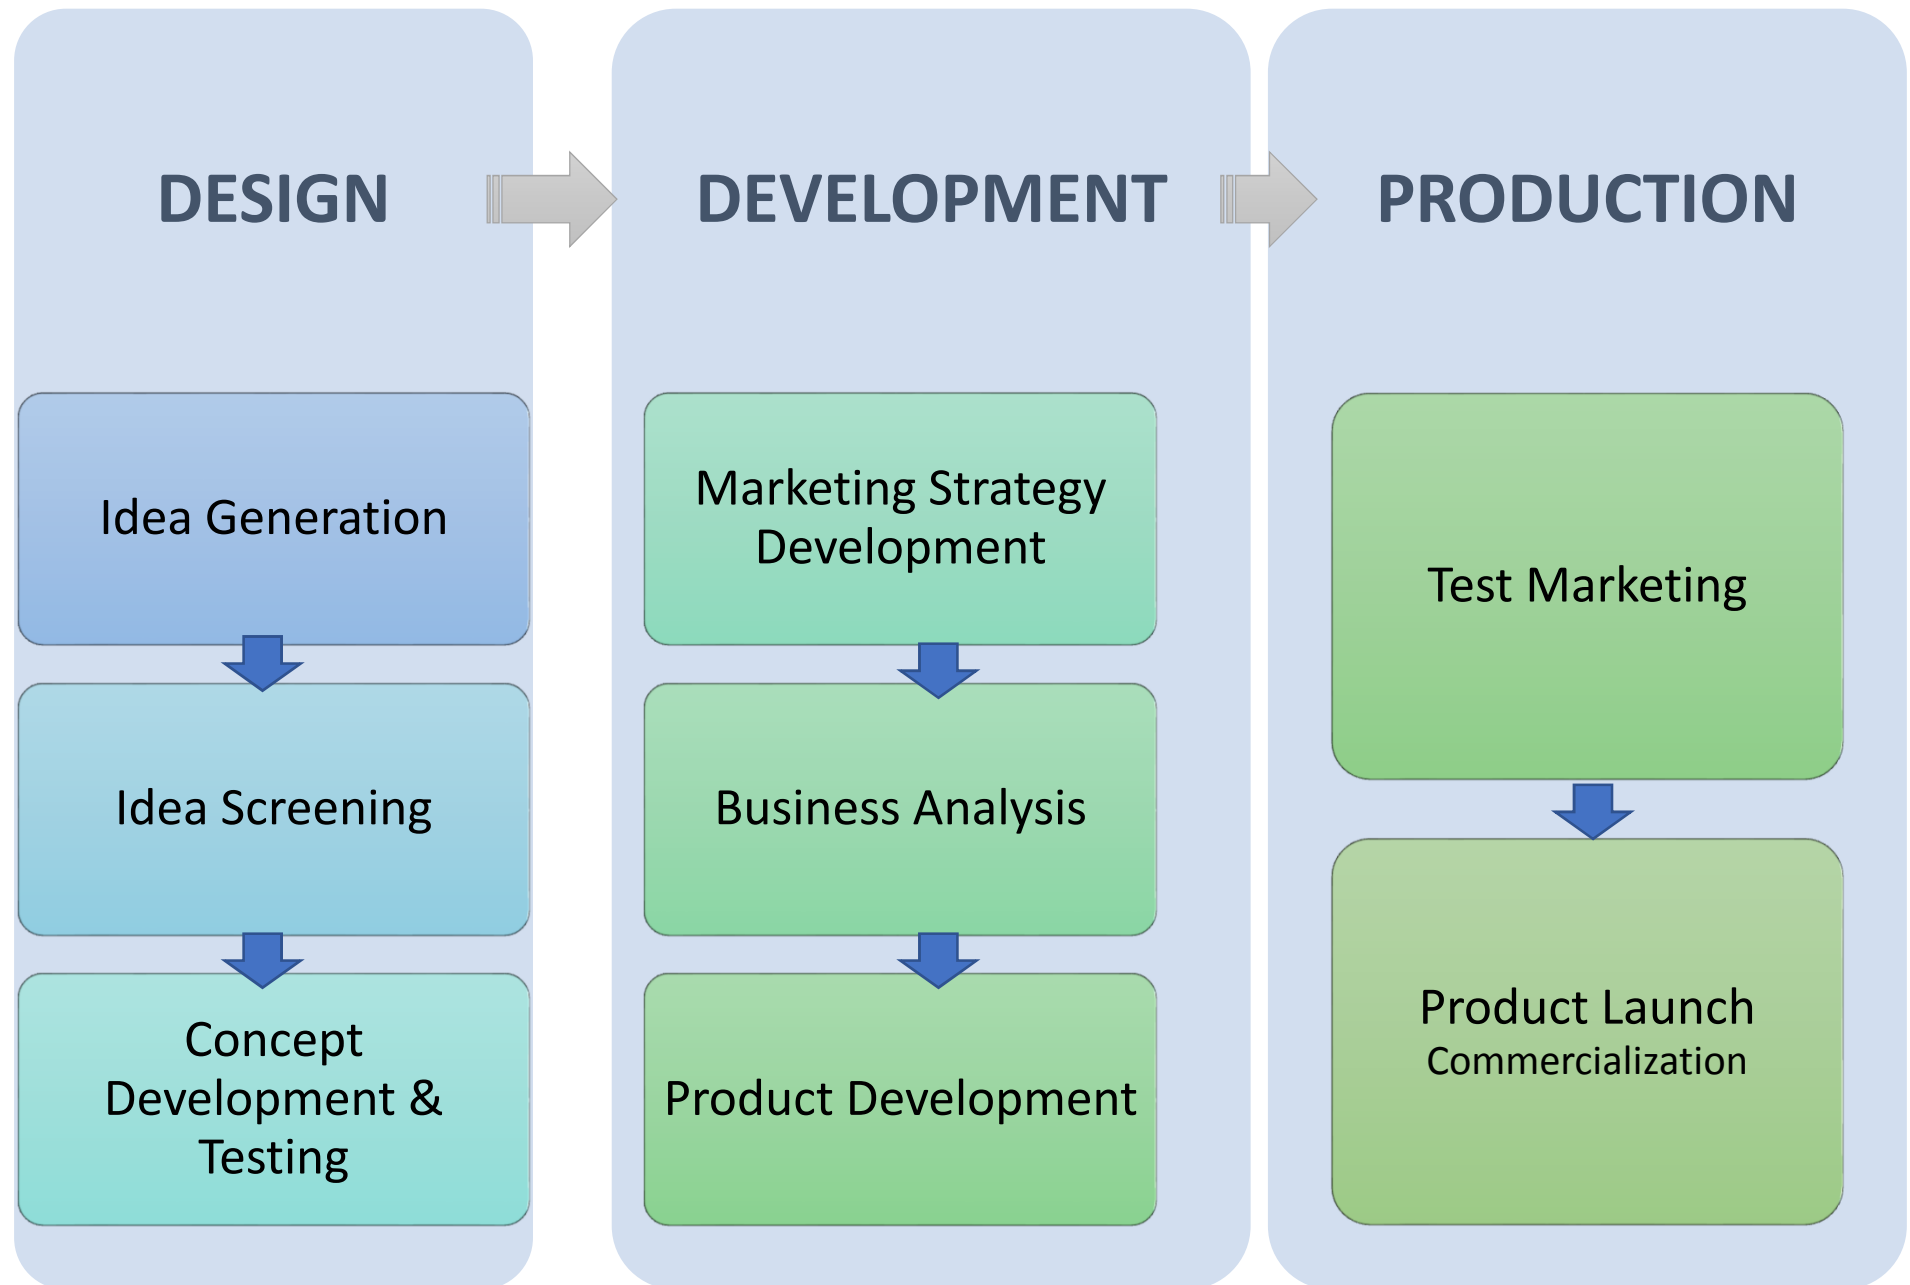 DESIGN
Idea Generation
Idea Screening
Concept
Development &
Testing
DEVELOPMENT
Marketing Strategy
Development
Business Analysis
Product Development
PRODUCTION
Test Marketing
Product Launch
Commercialization